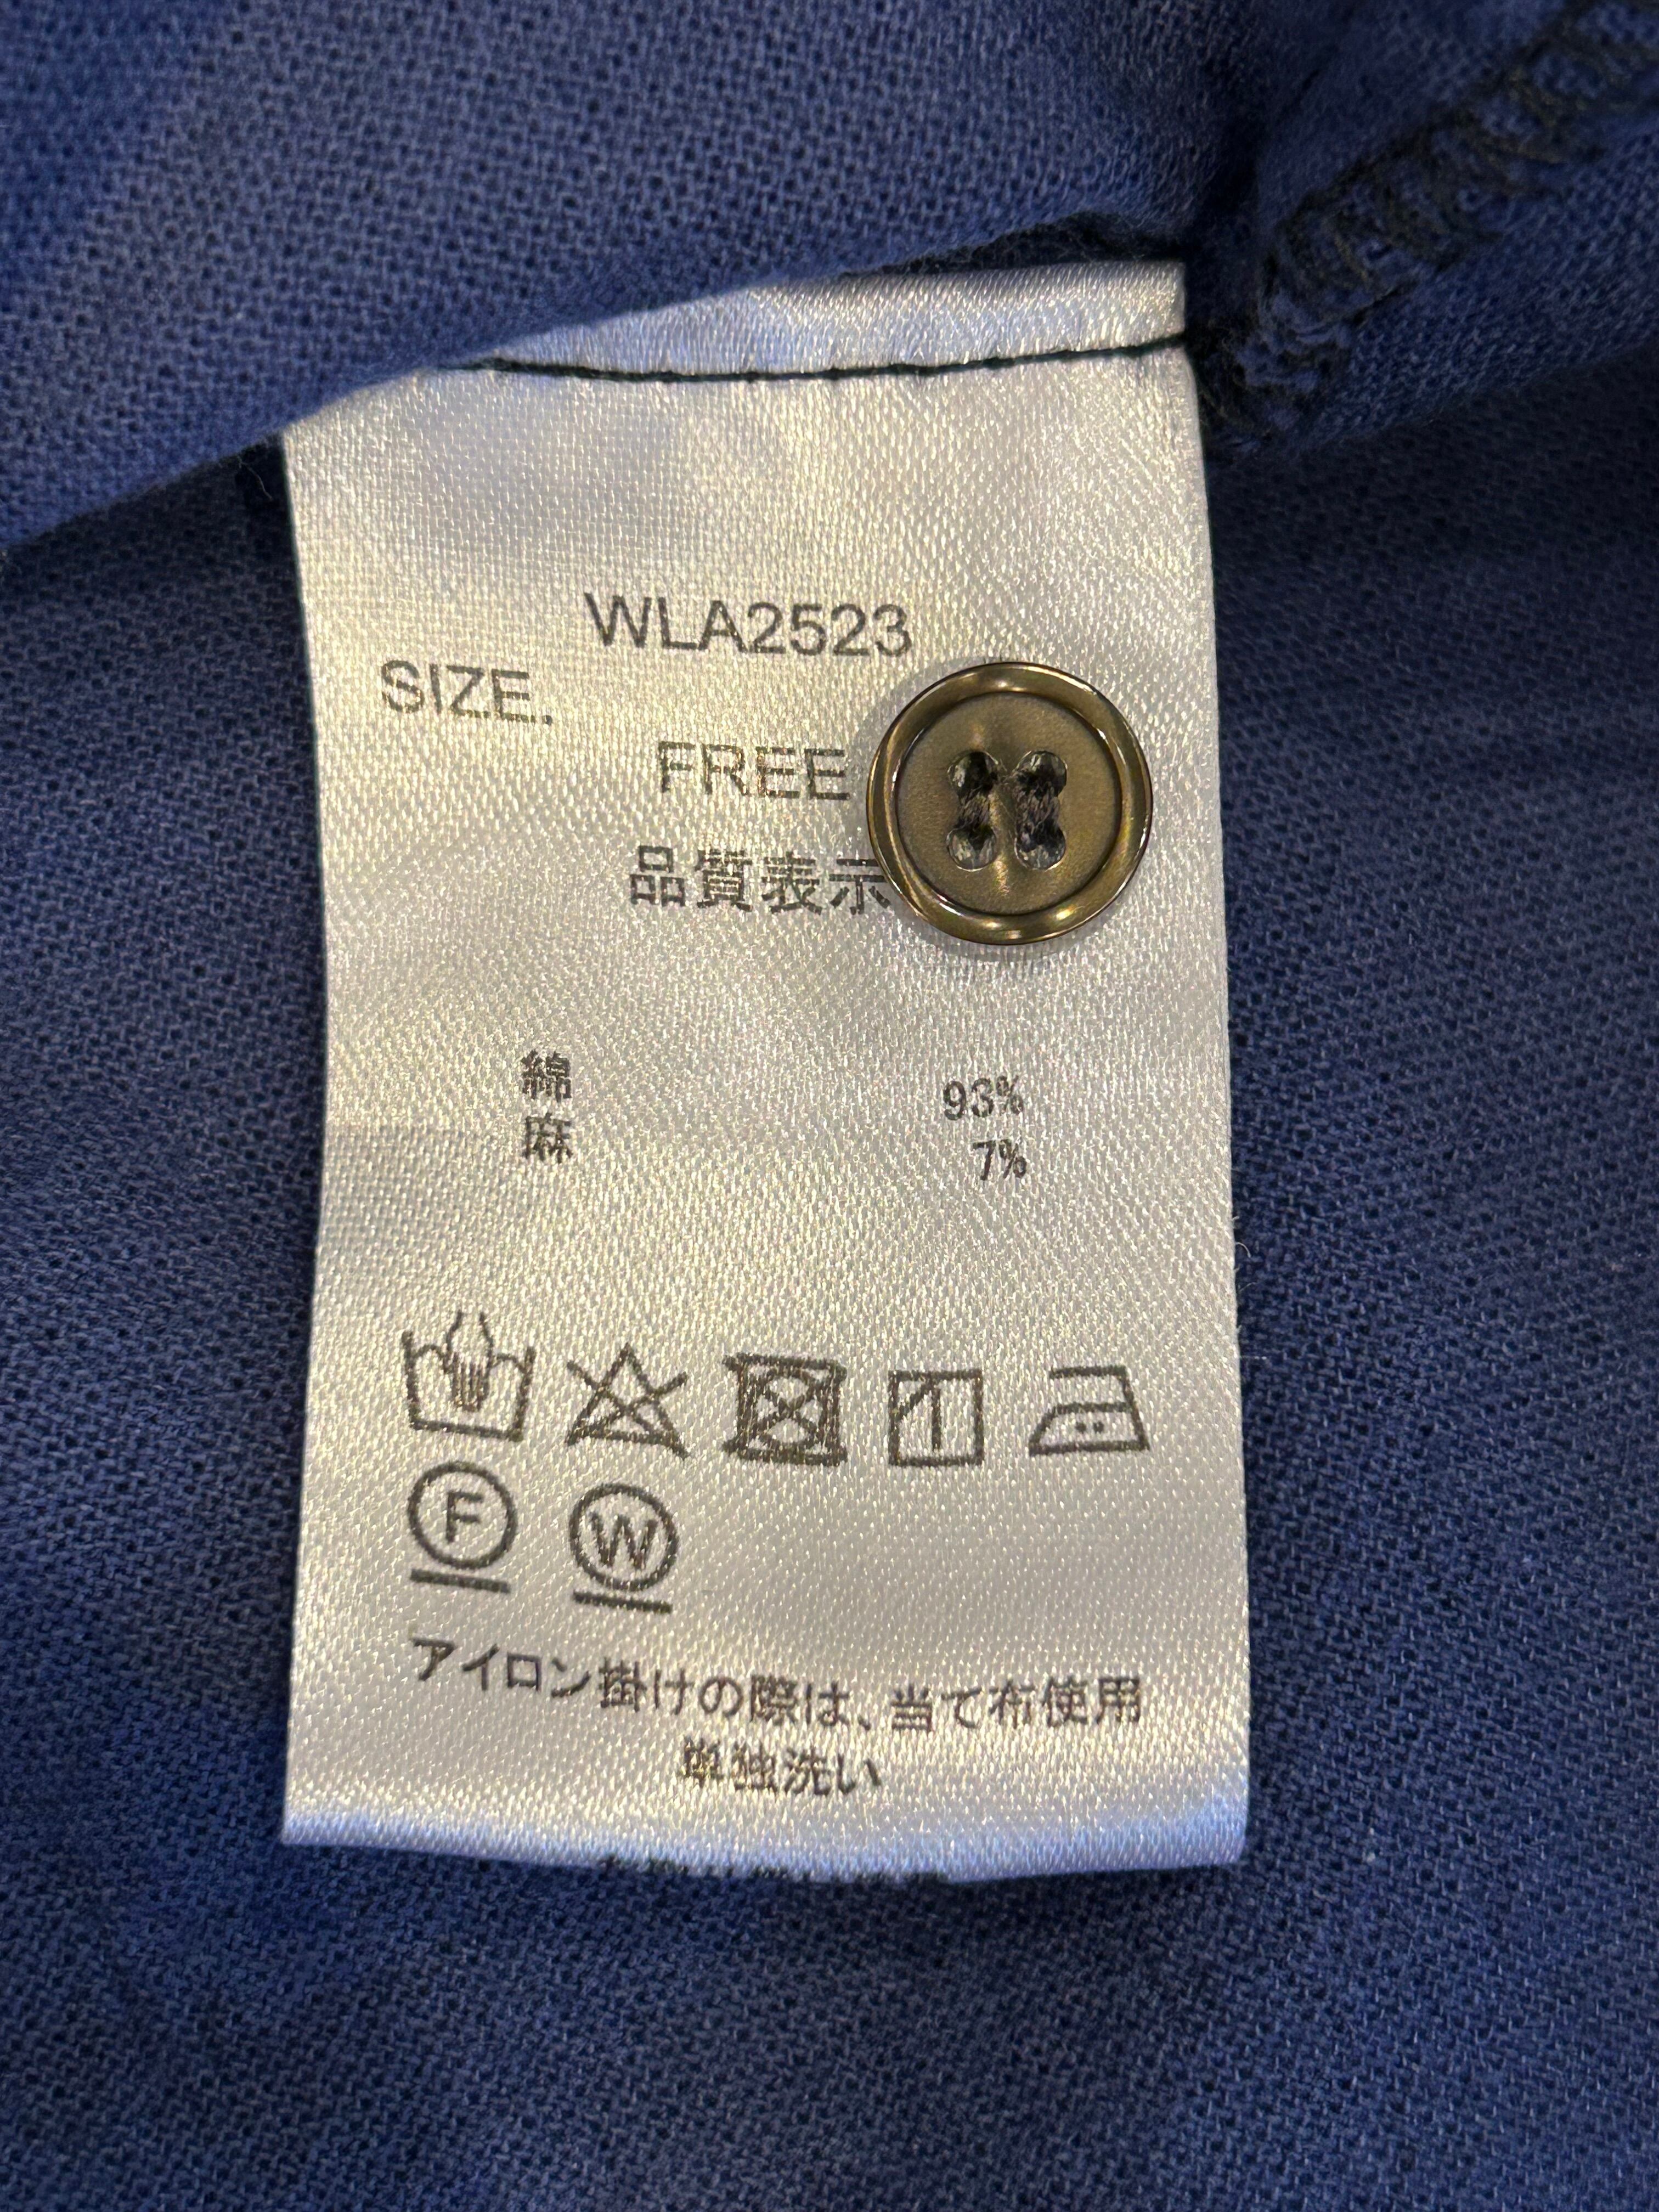 WLA2523
SIZE.
FREE
品質表示
綿 93%
麻 7%
F W
アイロン掛けの際は、当て布使用
単独洗い